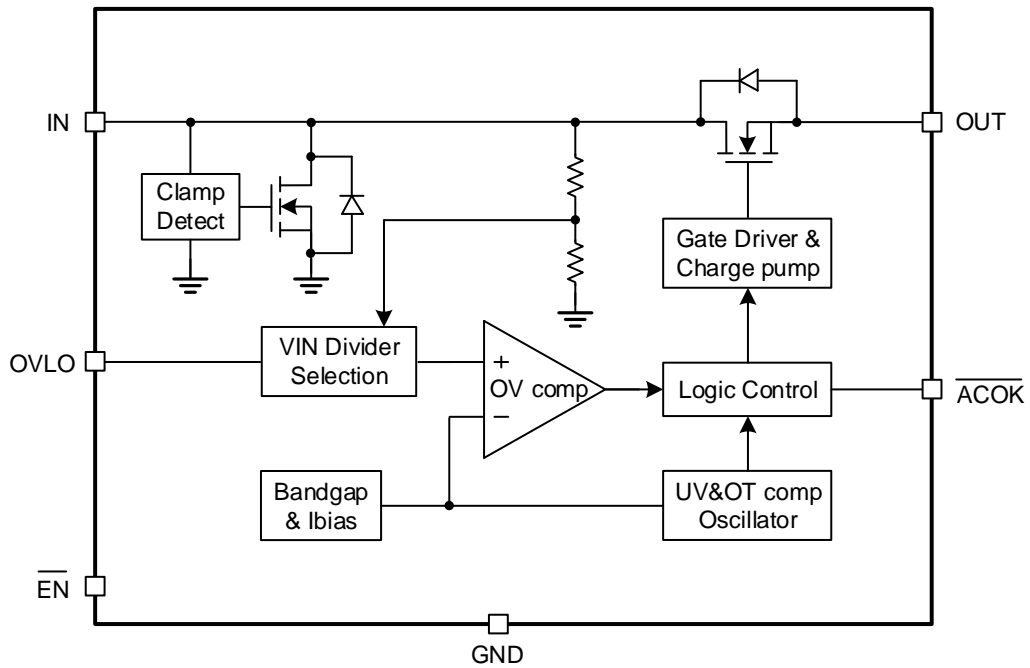 IN
OUT
Clamp
Detect
Gate Driver &
Charge pump
OVLO
VIN Divider
Selection
+
OV comp
−
Logic Control
ACOK
Bandgap
& Ibias
UV&OT comp
Oscillator
EN
GND